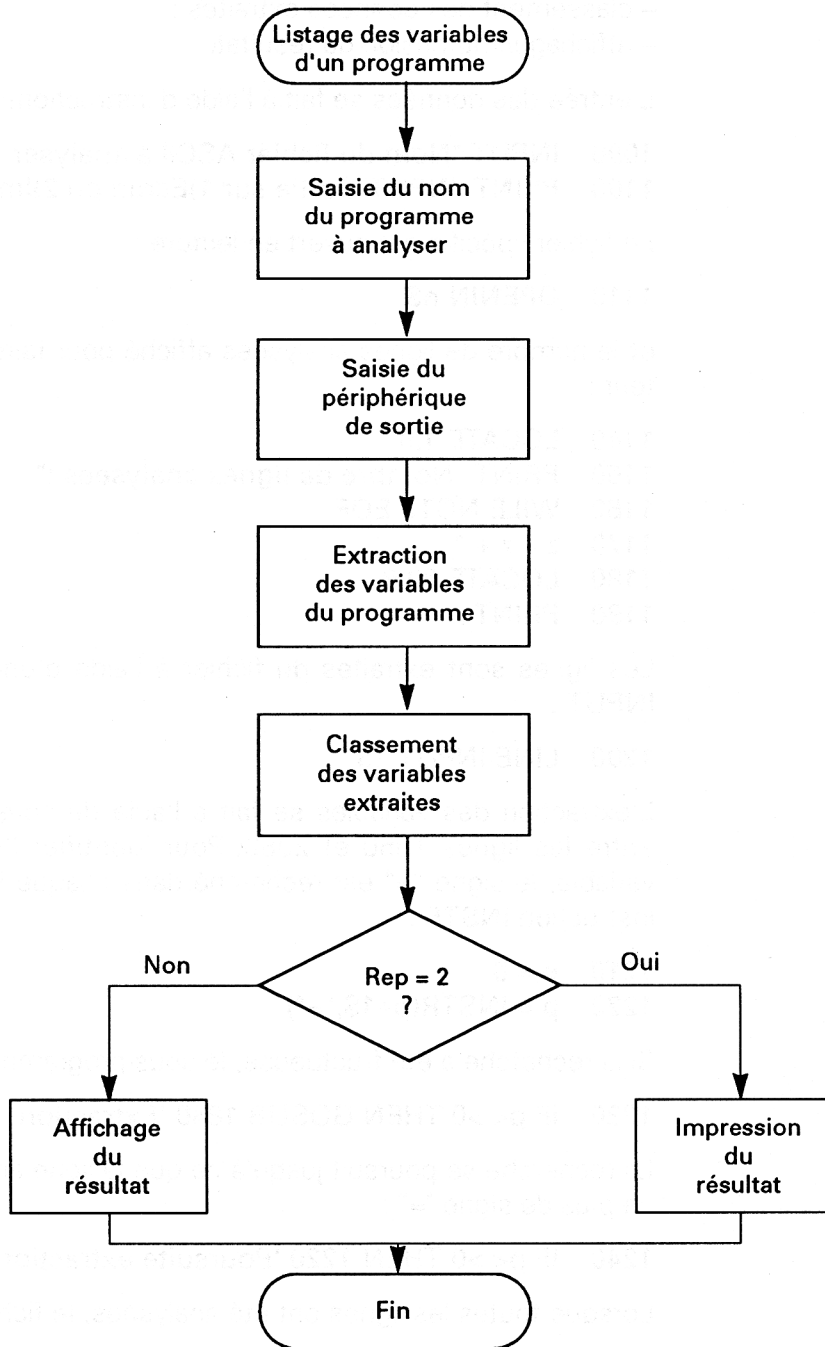 Listage des variables
d'un programme
Saisie du nom
du programme
à analyser
Saisie du
périphérique
de sortie
Extraction
des variables
du programme
Classement
des variables
extraites
Non
Rep = 2
?
Oui
Affichage
du
résultat
Impression
du
résultat
Fin